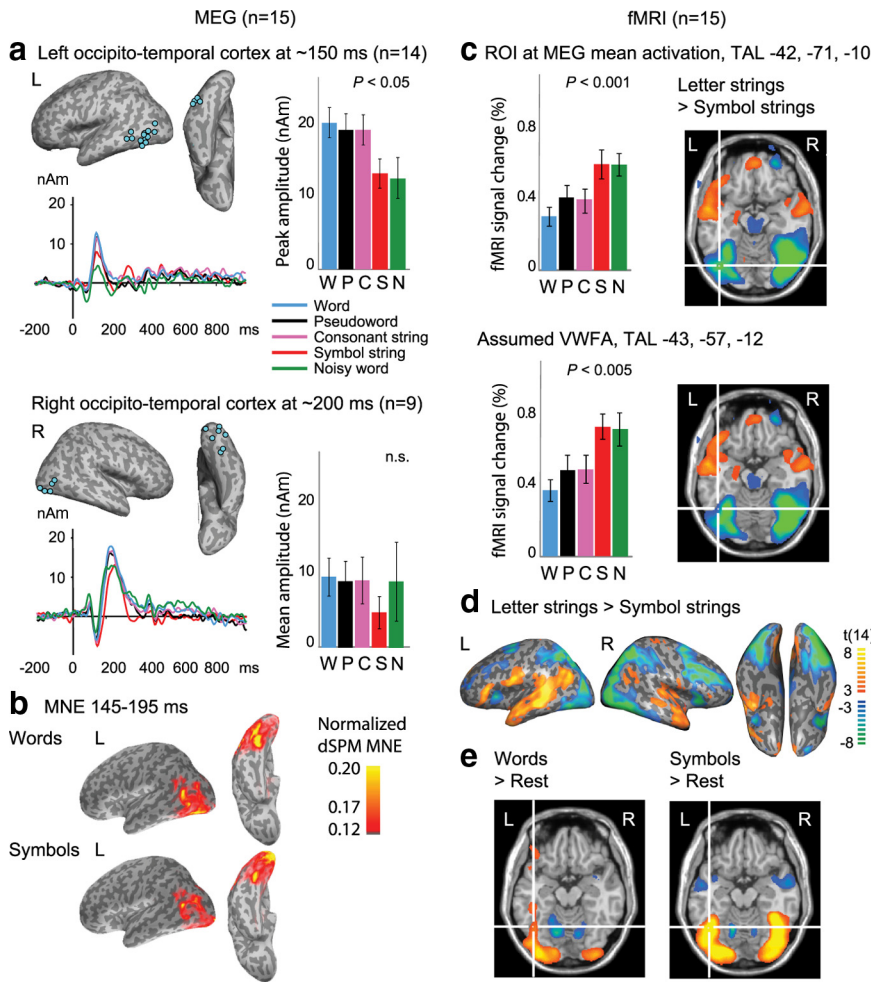 MEG (n=15)
fMRI (n=15)
a Left occipito-temporal cortex at ~150 ms (n=14)
L
nAm
20
10
-200 0 200 400 600 800 ms
P < 0.05
Peak amplitude (nAm)
20
10
0
W P C S N
Word
Pseudoword
Consonant string
Symbol string
Noisy word
Right occipito-temporal cortex at ~200 ms (n=9)
R
nAm
20
10
-200 0 200 400 600 800 ms
n.s.
Mean amplitude (nAm)
20
10
0
W P C S N
b MNE 145-195 ms
Words L
Symbols L
Normalized
dSPM MNE
0.20
0.17
0.12
c ROI at MEG mean activation, TAL -42, -71, -10
P < 0.001
fMRI signal change (%)
0.8
0.4
0
W P C S N
Letter strings
> Symbol strings
L R
Assumed VWFA, TAL -43, -57, -12
P < 0.005
fMRI signal change (%)
0.8
0.4
0
W P C S N
L R
d Letter strings > Symbol strings
L R
t(14)
8
3
-3
-8
e Words
> Rest
L R
Symbols
> Rest
L R